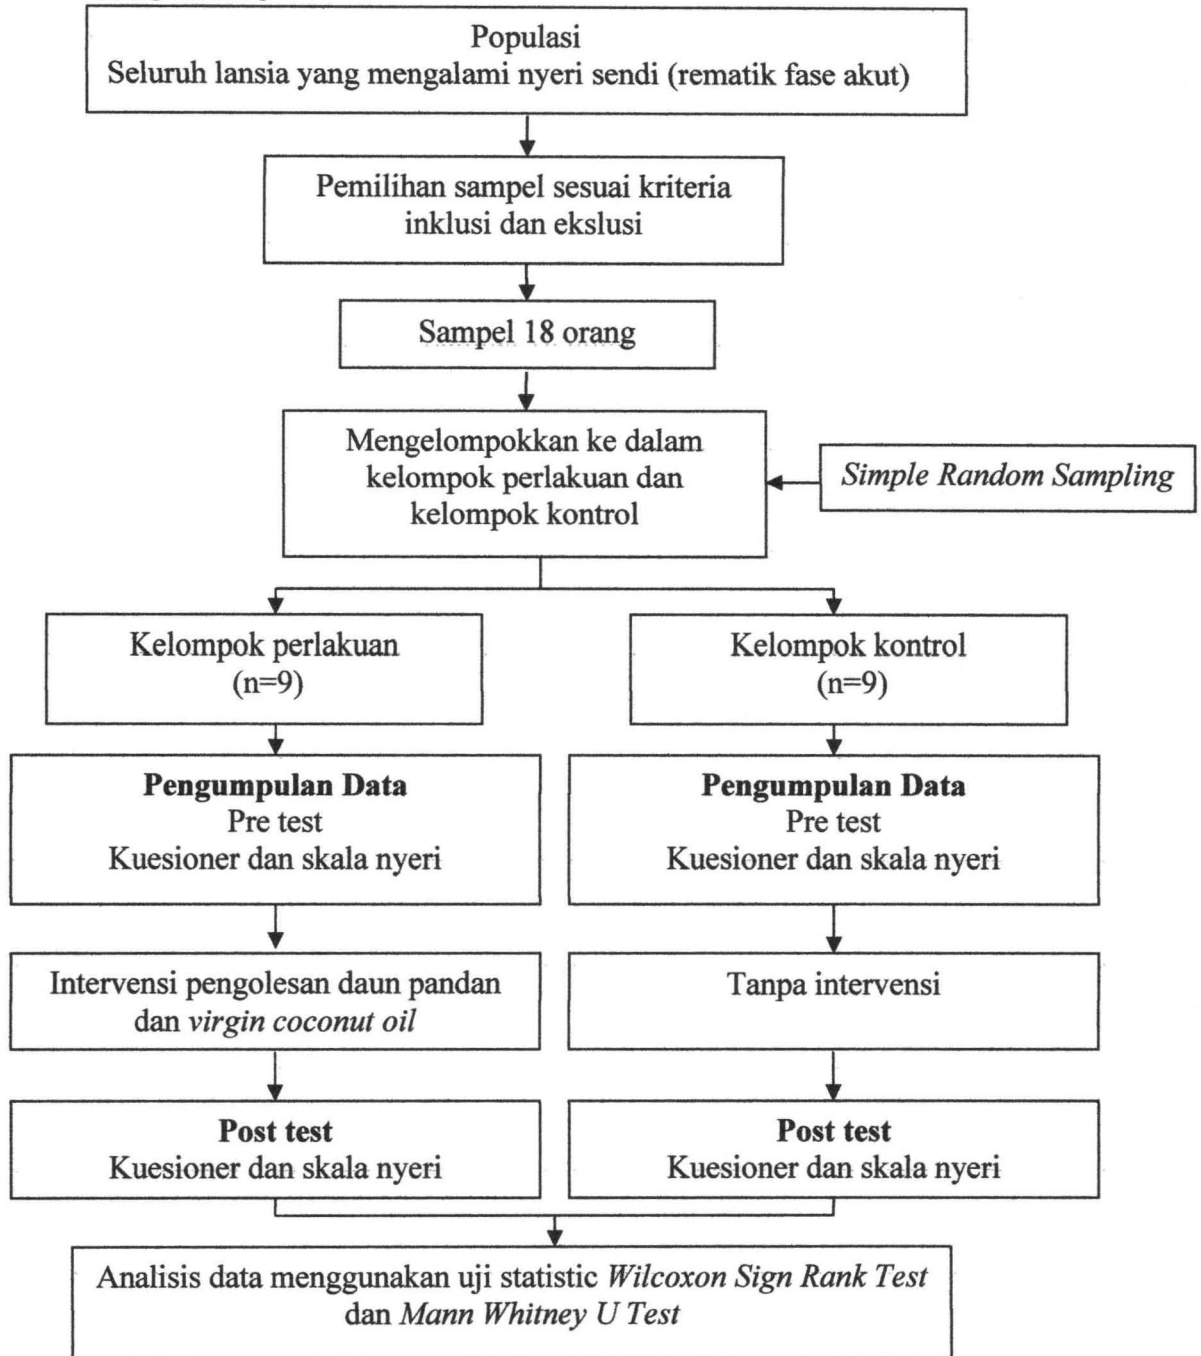 Populasi
Seluruh lansia yang mengalami nyeri sendi (rematik fase akut)
Pemilihan sampel sesuai kriteria
inklusi dan ekslusi
Sampel 18 orang
Mengelompokkan ke dalam
kelompok perlakuan dan
kelompok kontrol
Simple Random Sampling
Kelompok perlakuan
(n=9)
Kelompok kontrol
(n=9)
Pengumpulan Data
Pre test
Kuesioner dan skala nyeri
Pengumpulan Data
Pre test
Kuesioner dan skala nyeri
Intervensi pengolesan daun pandan
dan virgin coconut oil
Tanpa intervensi
Post test
Kuesioner dan skala nyeri
Post test
Kuesioner dan skala nyeri
Analisis data menggunakan uji statistic Wilcoxon Sign Rank Test
dan Mann Whitney U Test